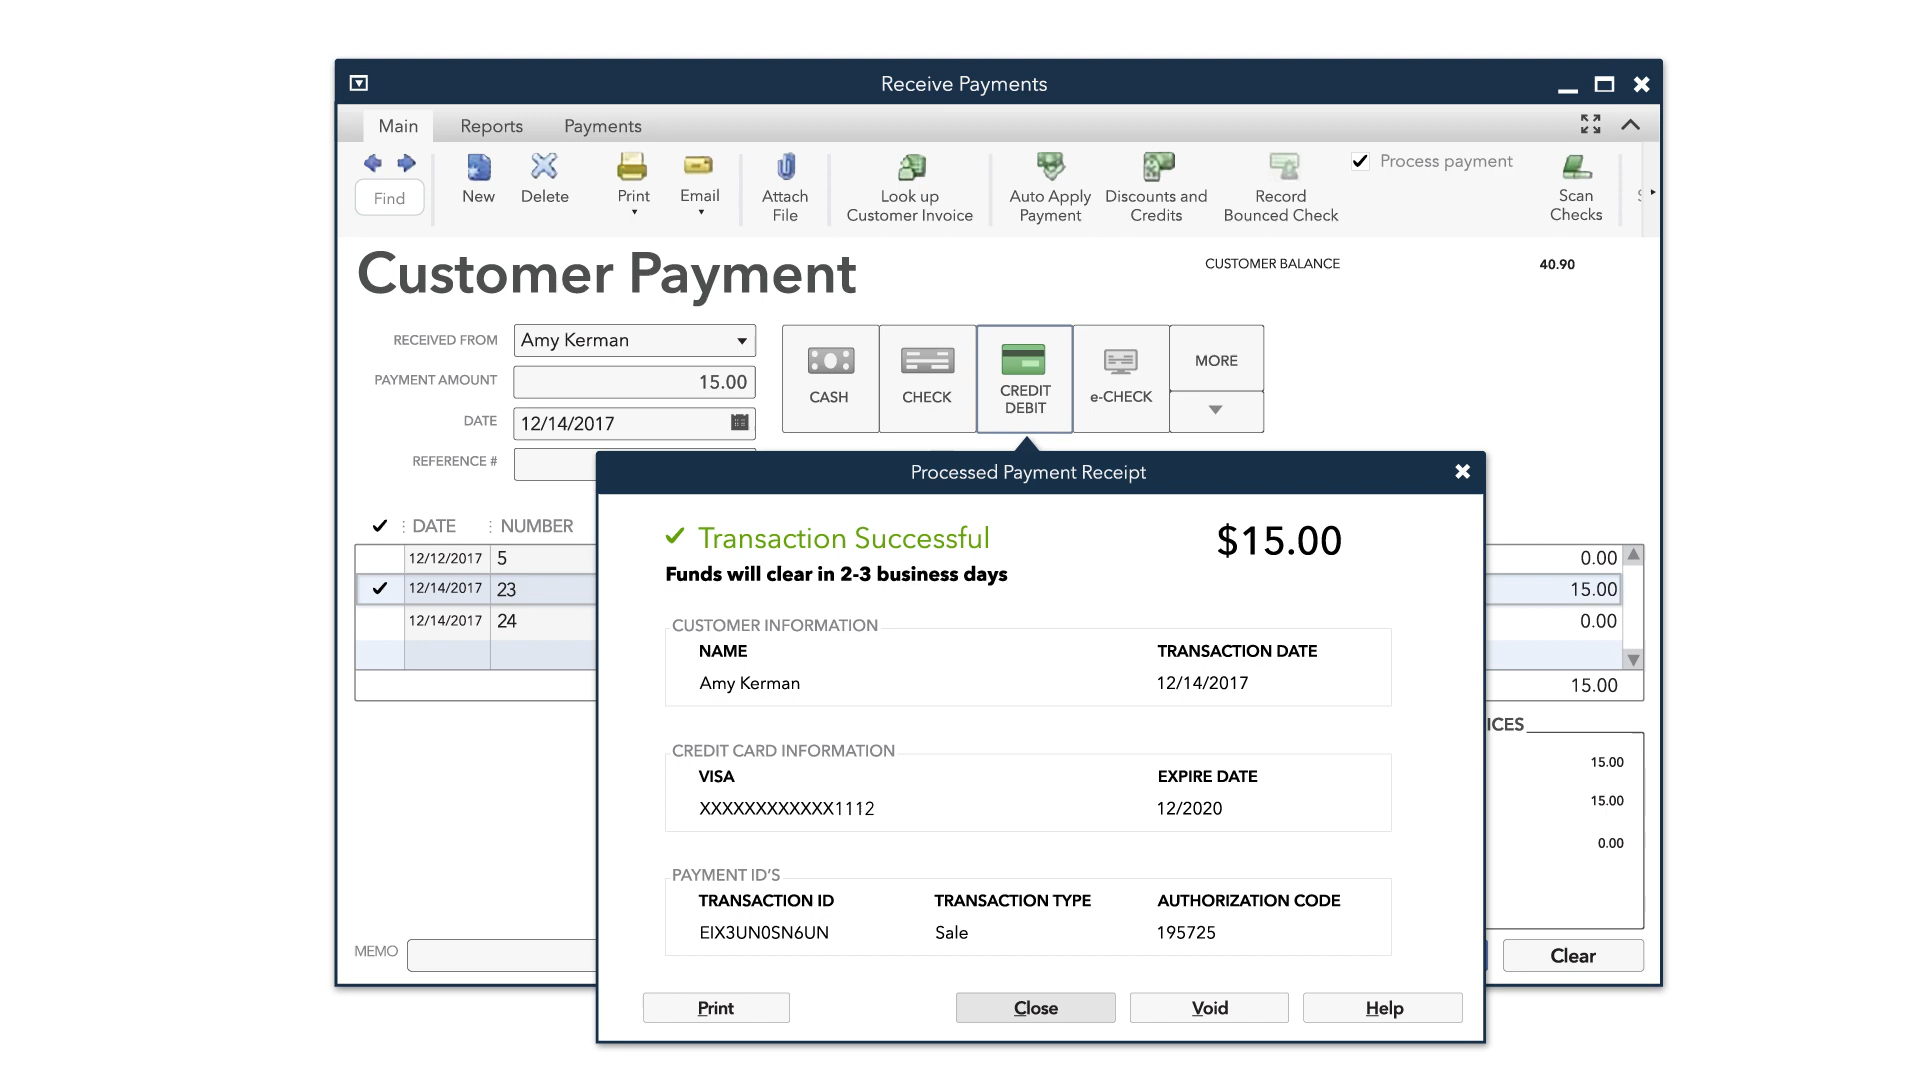 Receive Payments
Main Reports Payments
Find
New
Delete
Print
Email
Attach File
Look up Customer Invoice
Auto Apply Payment
Discounts and Credits
Record Bounced Check
Process payment
Scan Checks
Customer Payment
CUSTOMER BALANCE 40.90
RECEIVED FROM Amy Kerman
PAYMENT AMOUNT 15.00
DATE 12/14/2017
REFERENCE #
CASH
CHECK
CREDIT DEBIT
e-CHECK
MORE
DATE NUMBER
12/12/2017 5 0.00
12/14/2017 23 15.00
12/14/2017 24 0.00
15.00
ICES
15.00
15.00
0.00
MEMO
Clear
Processed Payment Receipt
Transaction Successful $15.00
Funds will clear in 2-3 business days
CUSTOMER INFORMATION
NAME TRANSACTION DATE
Amy Kerman 12/14/2017
CREDIT CARD INFORMATION
VISA EXPIRE DATE
XXXXXXXXXXXX1112 12/2020
PAYMENT ID'S
TRANSACTION ID TRANSACTION TYPE AUTHORIZATION CODE
EIX3UN0SN6UN Sale 195725
Print Close Void Help